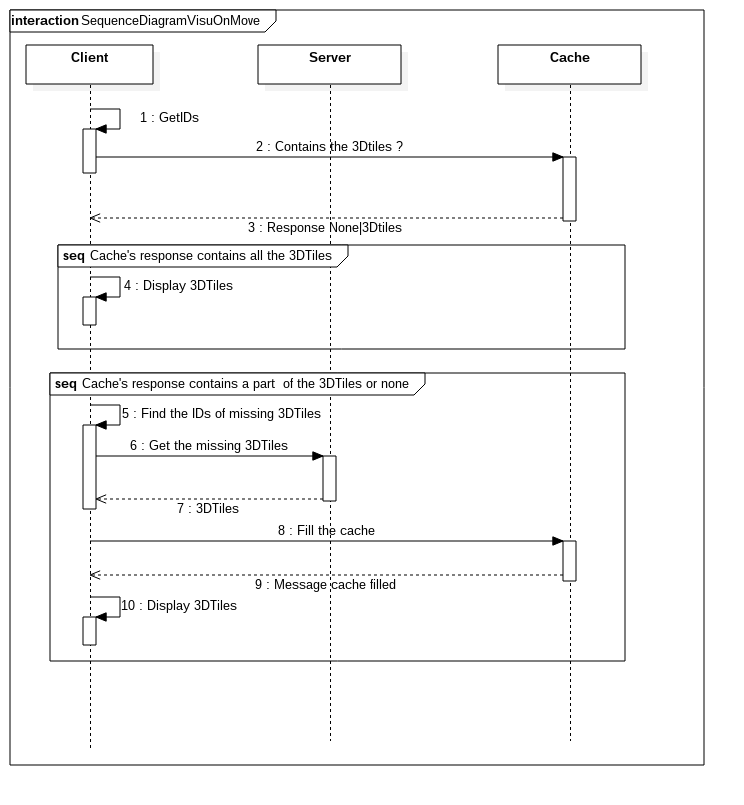 interaction SequenceDiagramVisuOnMove
Client
Server
Cache
1 : GetIDs
2 : Contains the 3Dtiles ?
3 : Response None|3Dtiles
seq Cache's response contains all the 3DTiles
4 : Display 3DTiles
seq Cache's response contains a part of the 3DTiles or none
5 : Find the IDs of missing 3DTiles
6 : Get the missing 3DTiles
7 : 3DTiles
8 : Fill the cache
9 : Message cache filled
10 : Display 3DTiles